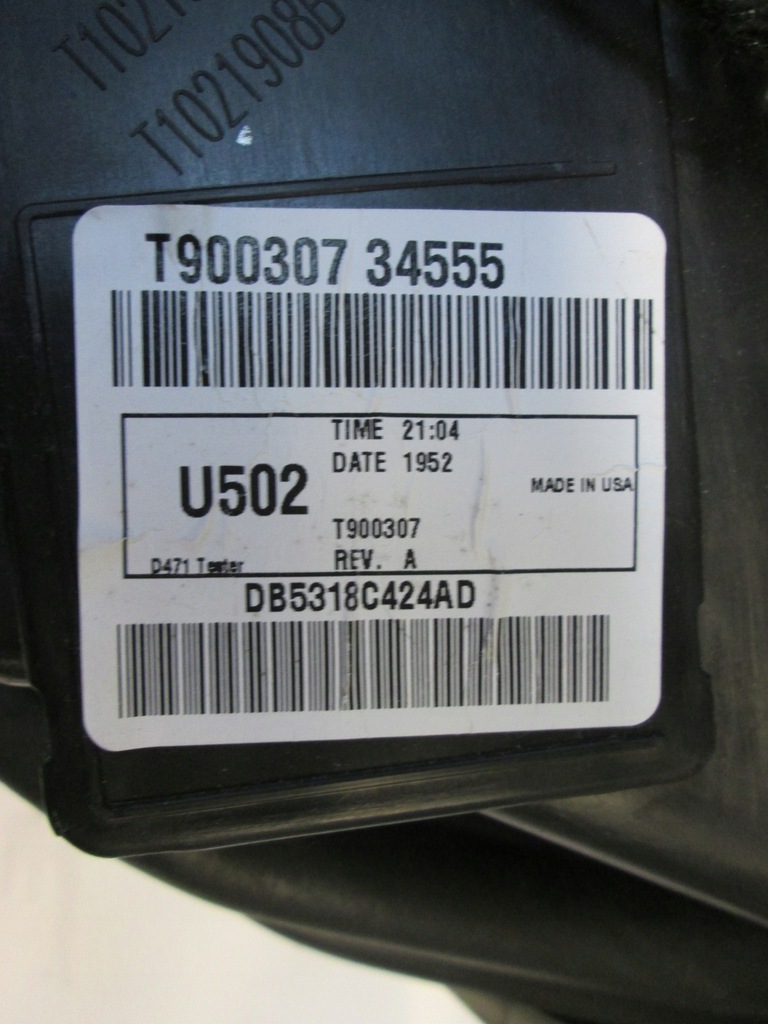 T1021908B
T900307 34555
TIME 21:04
DATE 1952
U502
MADE IN USA
T900307
D471 Tester
REV. A
DB5318C424AD